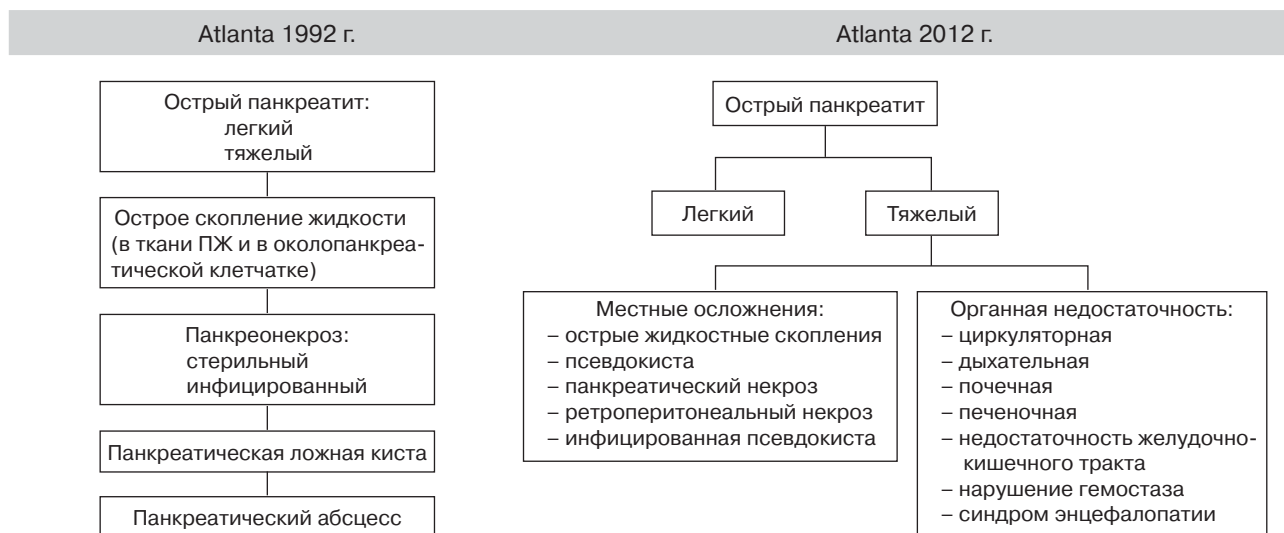 Atlanta 1992 г.
Atlanta 2012 г.
Острый панкреатит:
легкий
тяжелый
Острое скопление жидкости
(в ткани ПЖ и в околопанкреа-
тической клетчатке)
Панкреонекроз:
стерильный
инфицированный
Панкреатическая ложная киста
Панкреатический абсцесс
Острый панкреатит
Легкий
Тяжелый
Местные осложнения:
– острые жидкостные скопления
– псевдокиста
– панкреатический некроз
– ретроперитонеальный некроз
– инфицированная псевдокиста
Органная недостаточность:
– циркуляторная
– дыхательная
– почечная
– печеночная
– недостаточность желудочно-
кишечного тракта
– нарушение гемостаза
– синдром энцефалопатии